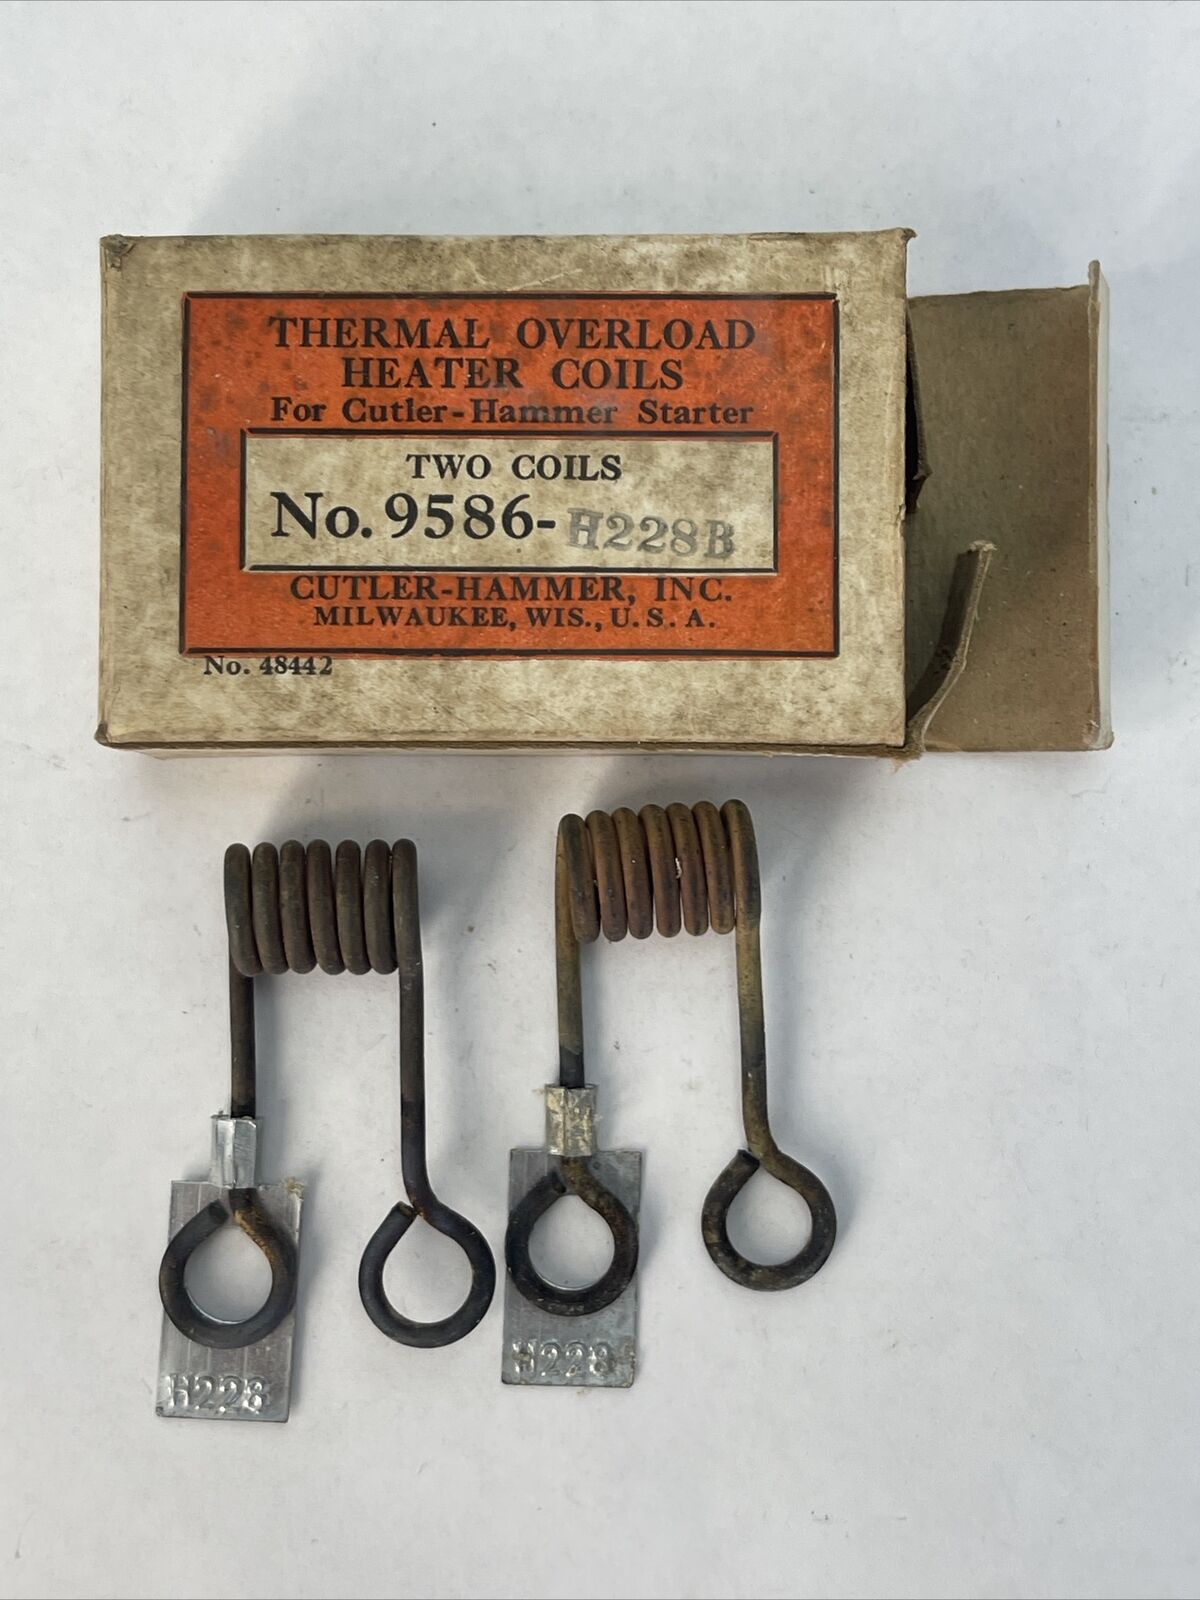 THERMAL OVERLOAD
HEATER COILS
For Cutler-Hammer Starter
TWO COILS
No. 9586-H228B
CUTLER-HAMMER, INC.
MILWAUKEE, WIS., U. S. A.
No. 48442
H228
H228